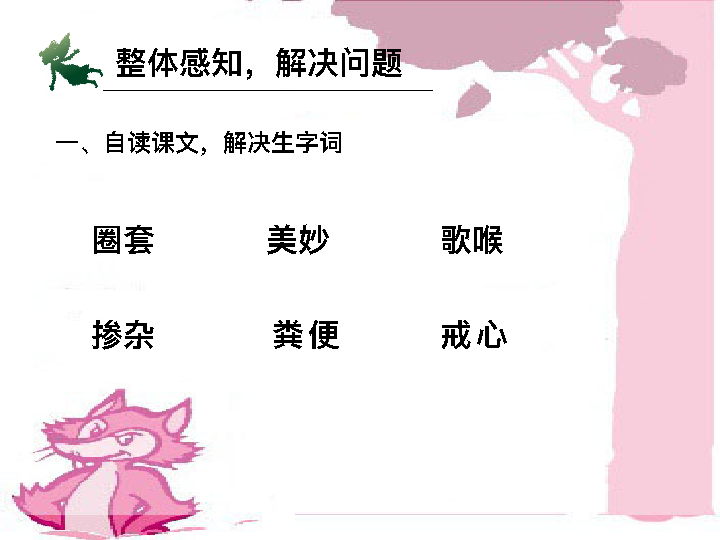 整体感知，解决问题
一、自读课文，解决生字词
圈套 美妙 歌喉
掺杂 粪便 戒心